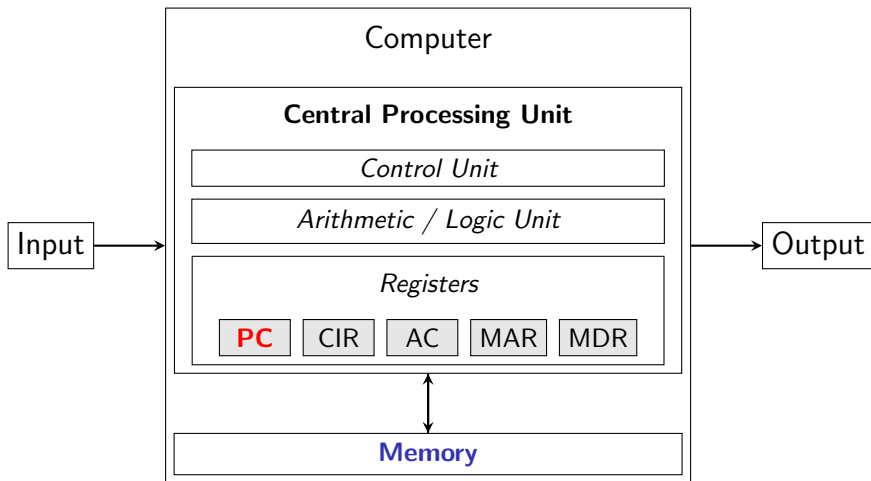 Computer
Central Processing Unit
Control Unit
Arithmetic / Logic Unit
Input
Output
Registers
PC CIR AC MAR MDR
Memory